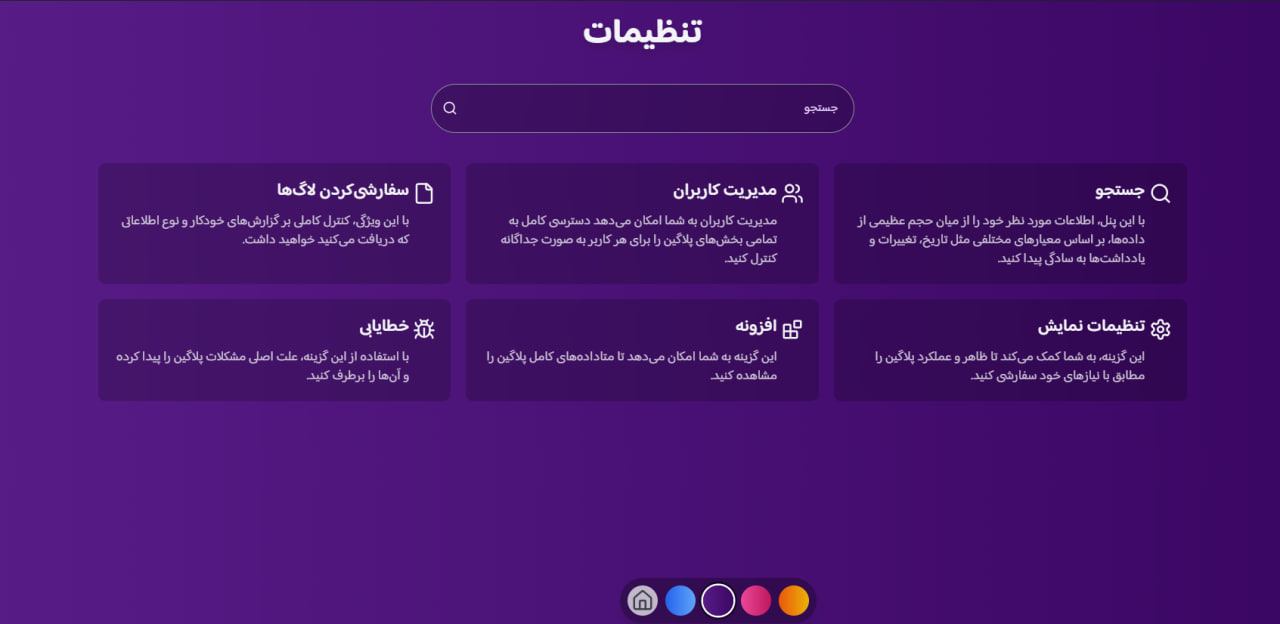 تنظیمات
جستجو
جستجو
با این پنل، اطلاعات مورد نظر خود را از میان حجم عظیمی از
داده‌ها، بر اساس معیارهای مختلفی مثل تاریخ، تغییرات و
یادداشت‌ها به سادگی پیدا کنید.
مدیریت کاربران
مدیریت کاربران به شما امکان می‌دهد دسترسی کامل به
تمامی بخش‌های پلاگین را برای هر کاربر به صورت جداگانه
کنترل کنید.
سفارشی‌کردن لاگ‌ها
با این ویژگی، کنترل کاملی بر گزارش‌های خودکار و نوع اطلاعاتی
که دریافت می‌کنید خواهید داشت.
تنظیمات نمایش
این گزینه، به شما کمک می‌کند تا ظاهر و عملکرد پلاگین را
مطابق با نیازهای خود سفارشی کنید.
افزونه
این گزینه به شما امکان می‌دهد تا متاداده‌های کامل پلاگین را
مشاهده کنید.
خطایابی
با استفاده از این گزینه، علت اصلی مشکلات پلاگین را پیدا کرده
و آن‌ها را برطرف کنید.